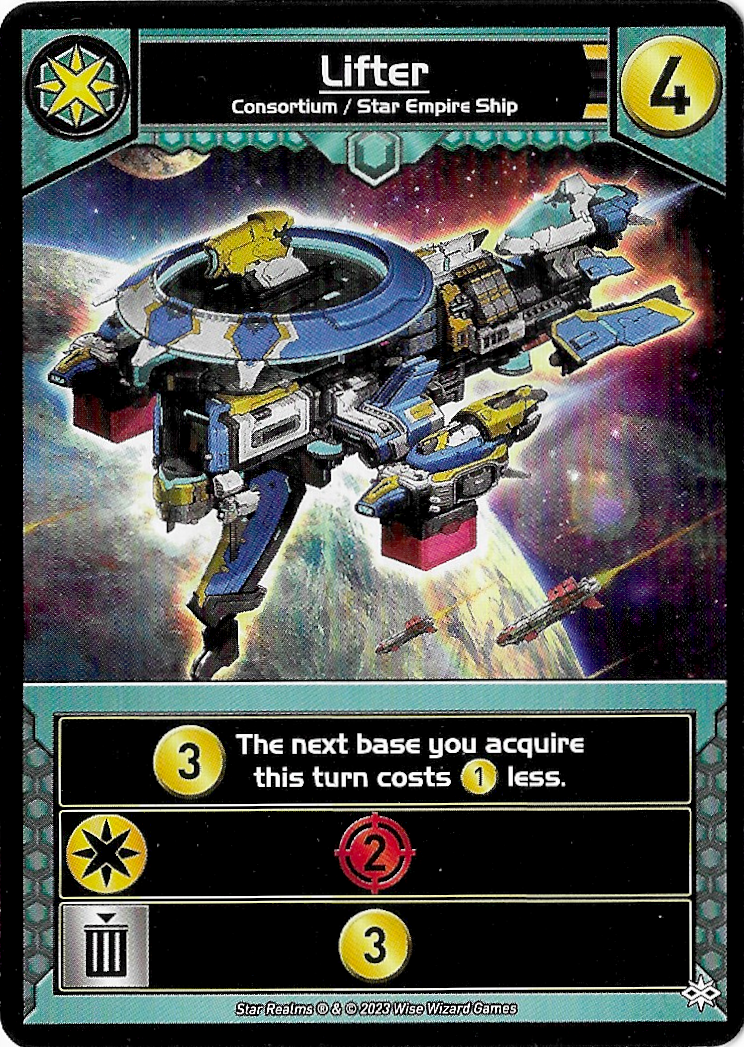 Lifter
Consortium / Star Empire Ship
4
3 The next base you acquire
this turn costs 1 less.
2
3
Star Realms ® & © 2023 Wise Wizard Games